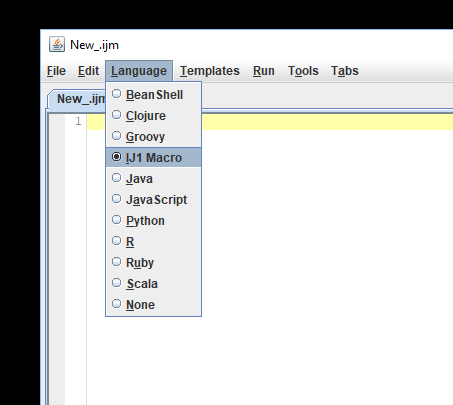 New_.ijm
File Edit Language Templates Run Tools Tabs
New_.ijm
1
BeanShell
Clojure
Groovy
IJ1 Macro
Java
JavaScript
Python
R
Ruby
Scala
None